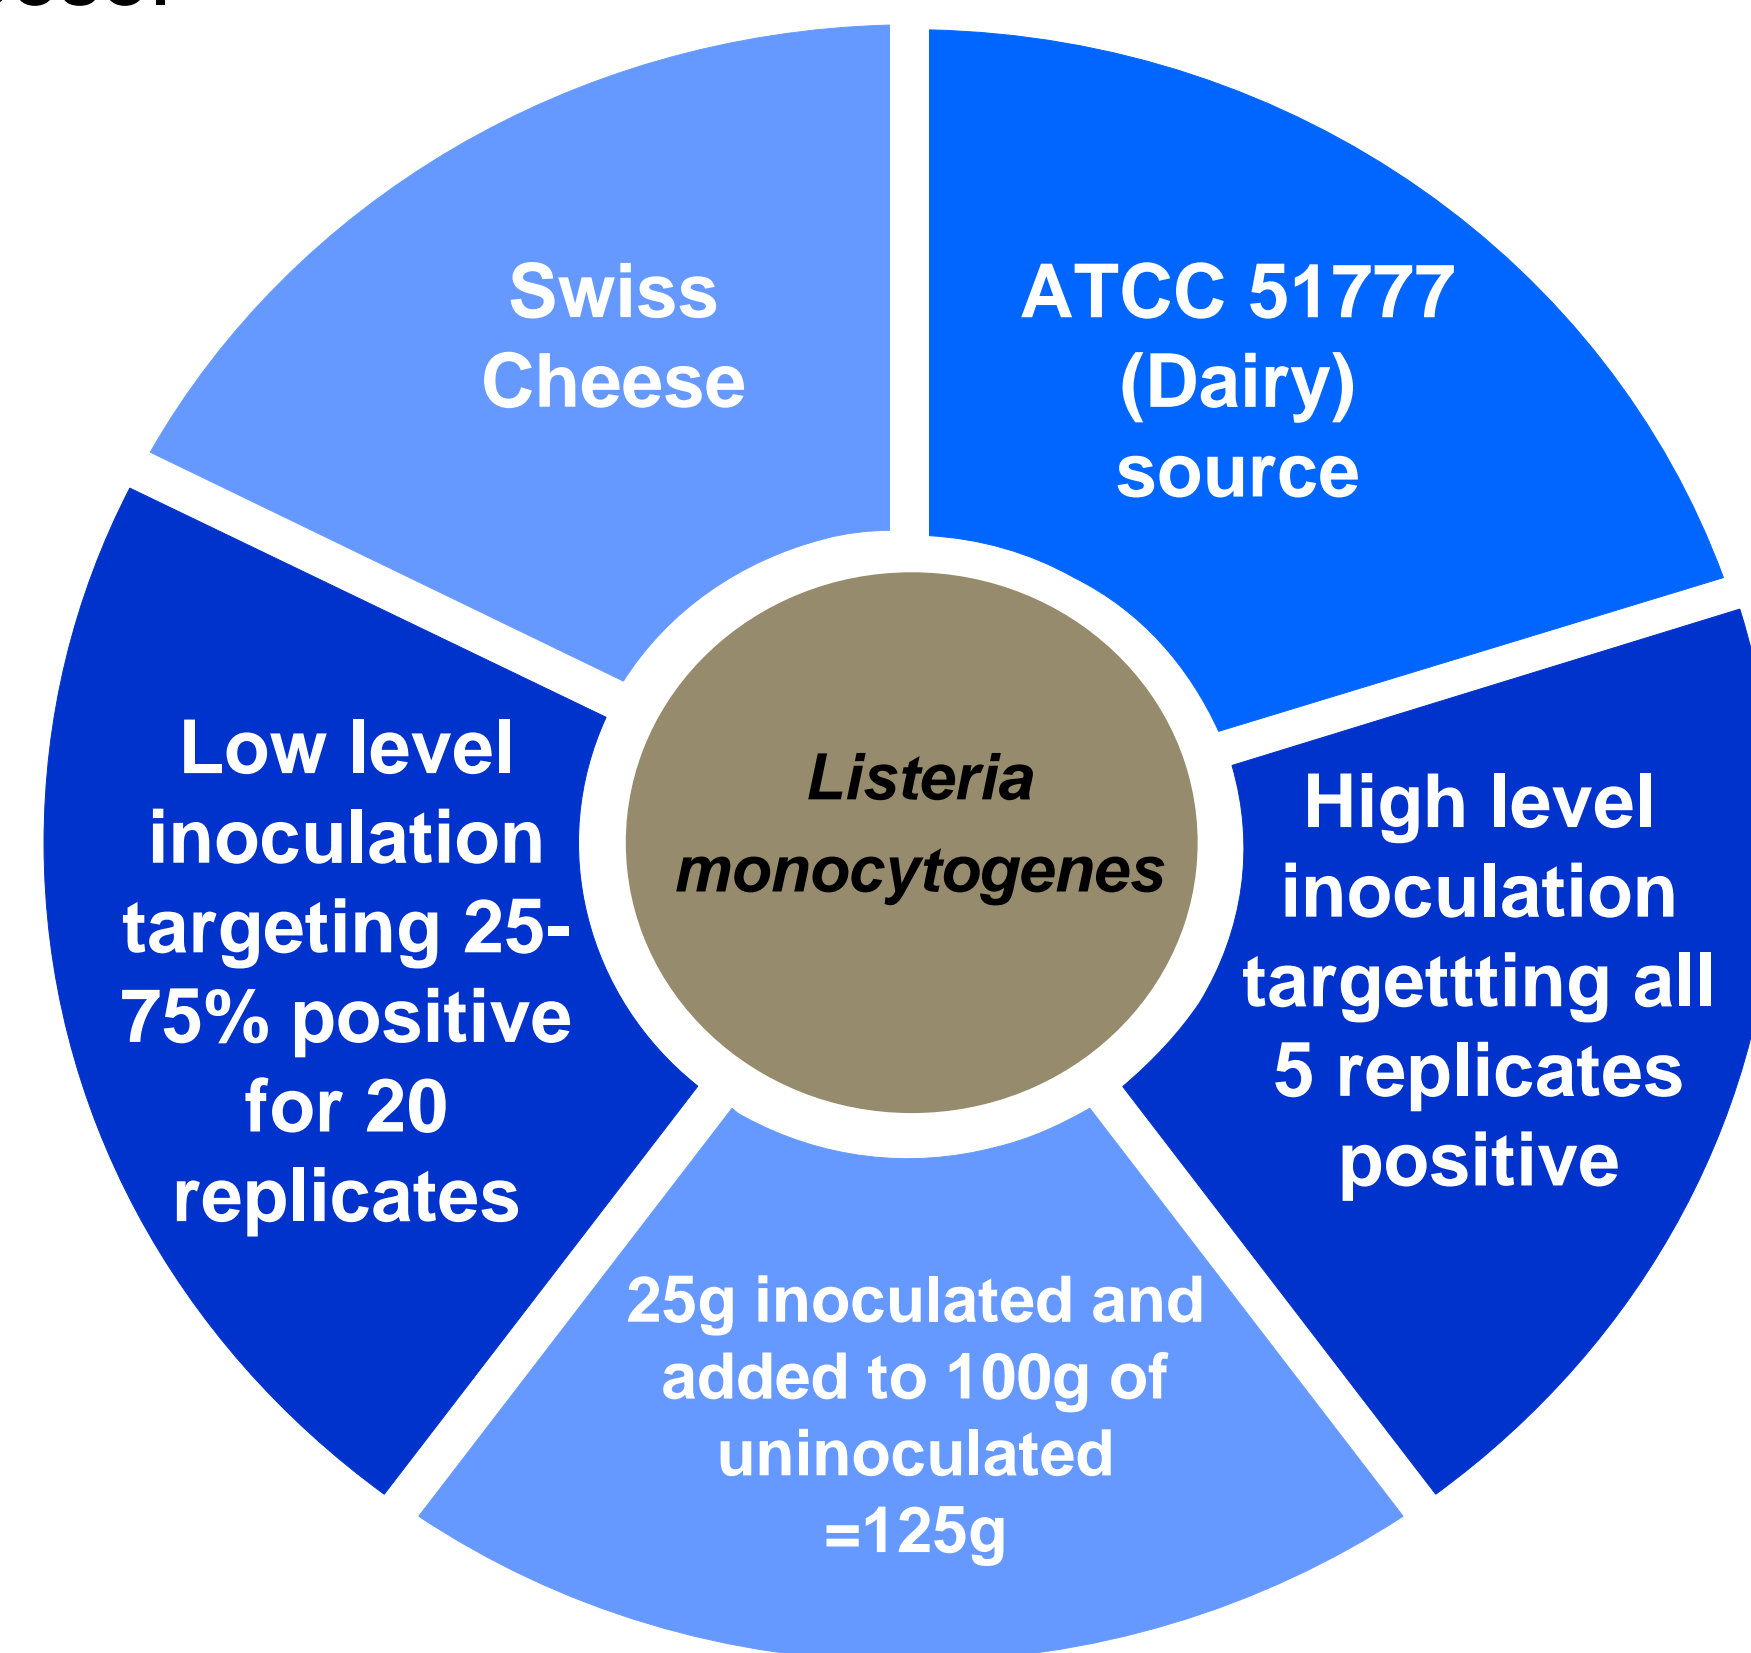 Swiss
Cheese
ATCC 51777
(Dairy)
source
Low level
inoculation
targeting 25-
75% positive
for 20
replicates
Listeria
monocytogenes
High level
inoculation
targettting all
5 replicates
positive
25g inoculated and
added to 100g of
uninoculated
=125g